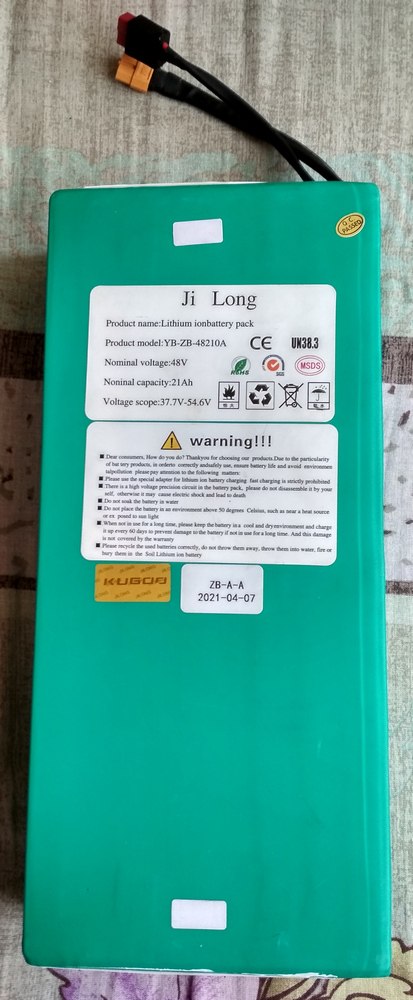 Q.C
PASSED
Ji Long
Product name:Lithium ionbattery pack
Product model:YB-ZB-48210A
CE
UN38.3
Nominal voltage:48V
RoHS
SGS
MSDS
Noninal capacity:21Ah
Voltage scope:37.7V-54.6V
warning!!!
Dear consumers, How do you do? Thankyou for choosing our products.Due to the particularity
of bat tery products, in orderto correctly andsafely use, ensure battery life and avoid environmen
salpollution please pay attention to the following matters:
Please use the special adapter for lithium ion battery charging fast charging is strictly prohibited
There is a high voltage precision circuit in the battery pack, please do not disassemble it by your
self, otherwise it may cause electric shock and lead to death
Do not soak the battery in water
Do not place the battery in an environment above 50 degrees Celsius, such as near a heat source
or ex posed to sun light
When not in use for a long time, please keep the battery in a cool and dry environment and charge
it up every 60 days to prevent damage to the battery if not in use for a long time. And this damage
is not covered by the warranty
Please recycle the used batteries correctly, do not throw them away, throw them into water, fire or
bury them in the Soil Lithium ion battery
KUGOO
ZB-A-A
2021-04-07